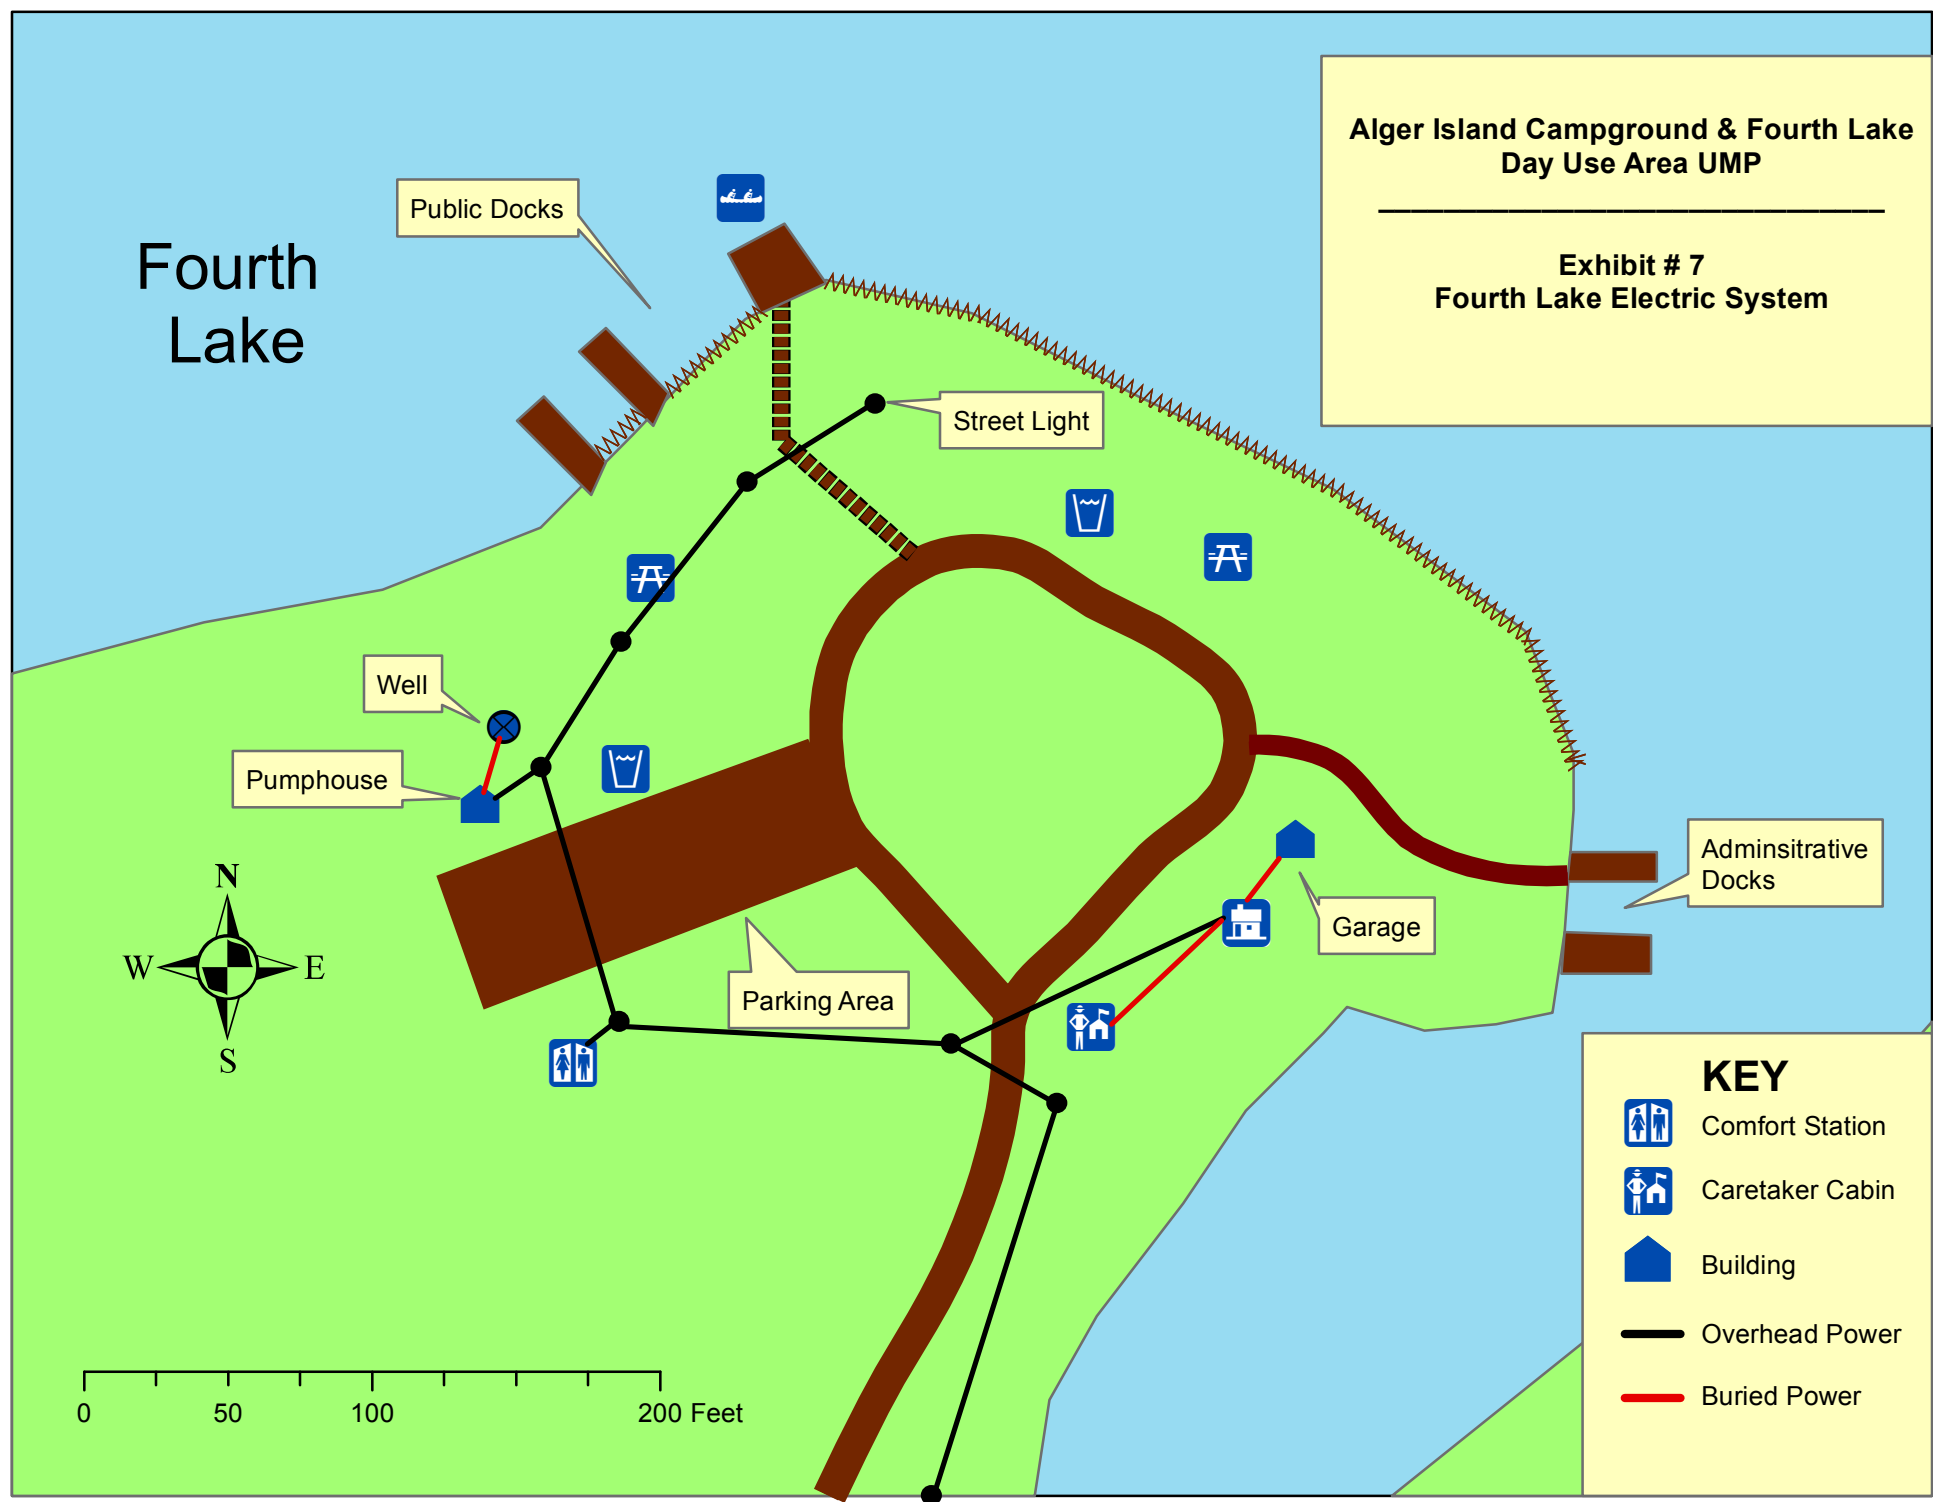 Alger Island Campground & Fourth Lake
Day Use Area UMP
Exhibit # 7
Fourth Lake Electric System
Public Docks
Fourth
Lake
Street Light
Well
Pumphouse
Adminsitrative
Docks
Garage
Parking Area
N
W
E
S
KEY
Comfort Station
Caretaker Cabin
Building
Overhead Power
Buried Power
0 50 100 200 Feet